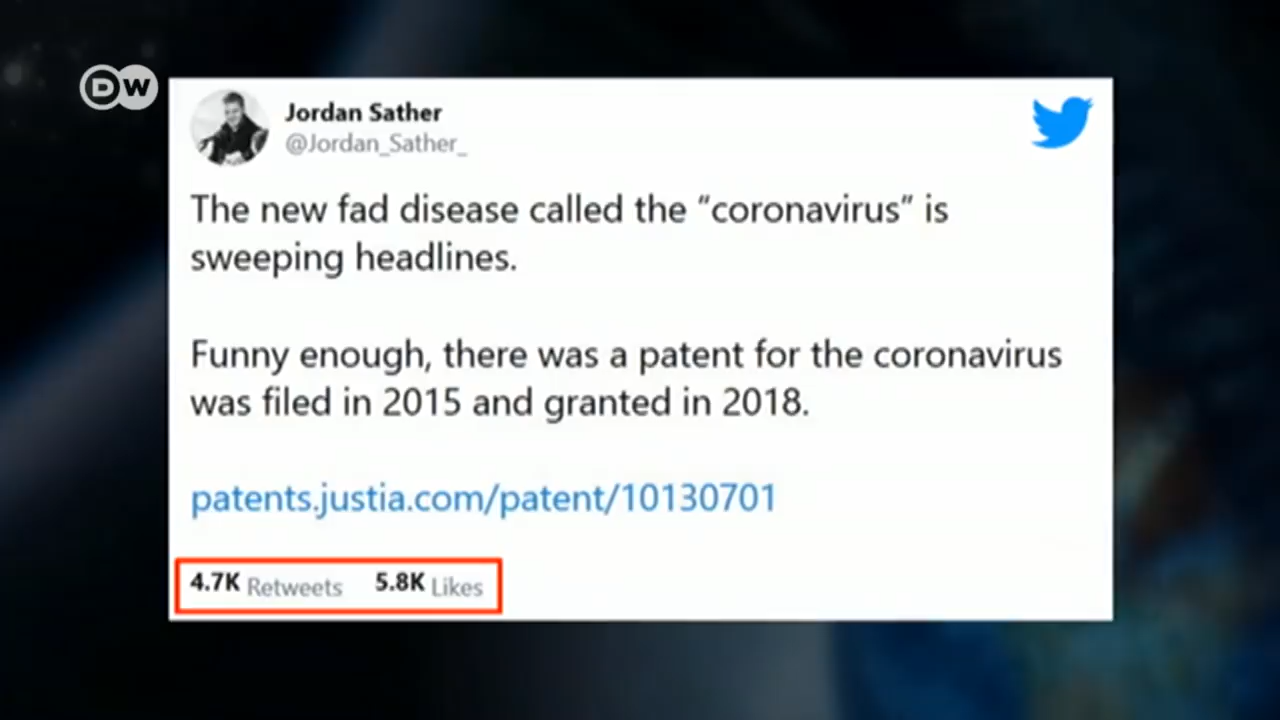 DW
Jordan Sather
@Jordan_Sather_
The new fad disease called the “coronavirus” is
sweeping headlines.
Funny enough, there was a patent for the coronavirus
was filed in 2015 and granted in 2018.
patents.justia.com/patent/10130701
4.7K Retweets 5.8K Likes